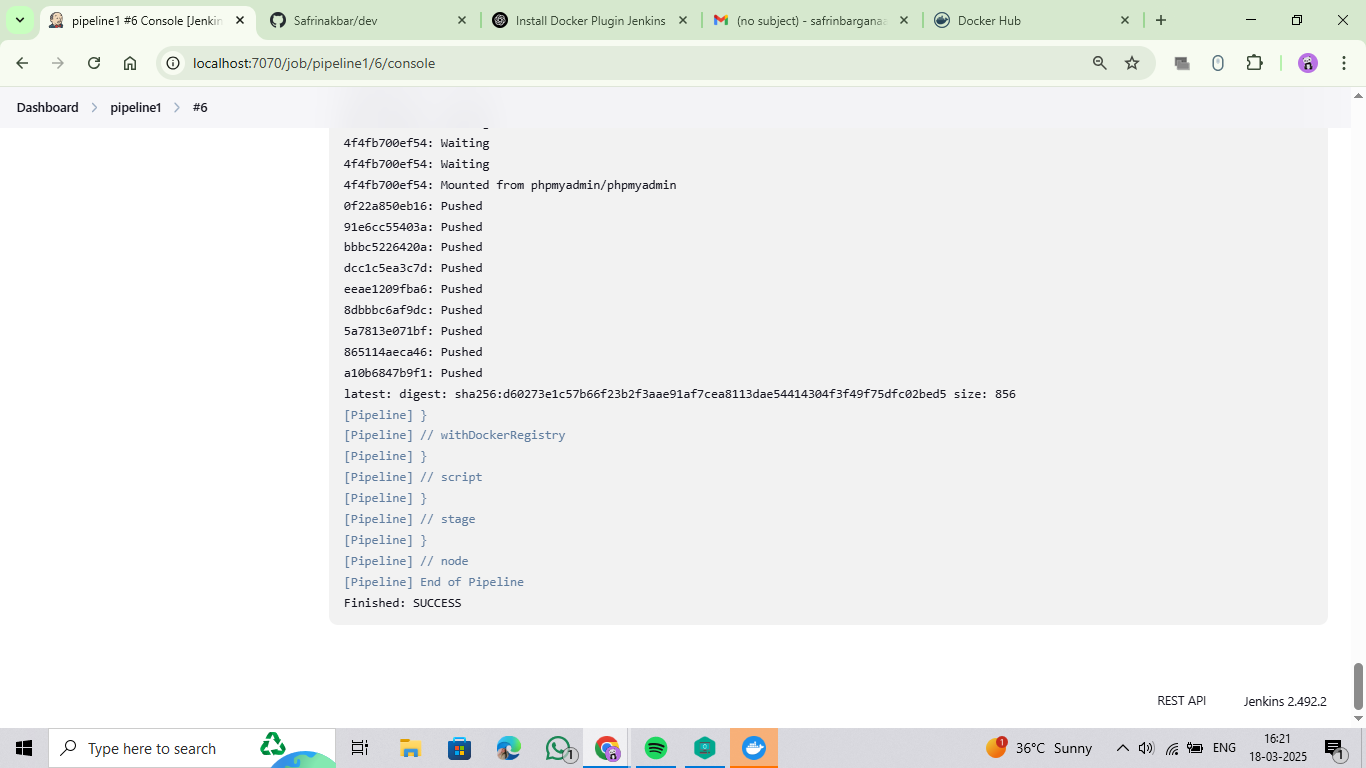 pipeline1 #6 Console [Jenkin
Safrinakbar/dev
Install Docker Plugin Jenkins
(no subject) - safrinbargana
Docker Hub
localhost:7070/job/pipeline1/6/console
Dashboard
pipeline1
#6
4f4fb700ef54: Waiting
4f4fb700ef54: Waiting
4f4fb700ef54: Mounted from phpmyadmin/phpmyadmin
0f22a850eb16: Pushed
91e6cc55403a: Pushed
bbbc5226420a: Pushed
dcc1c5ea3c7d: Pushed
eeae1209fba6: Pushed
8dbbbc6af9dc: Pushed
5a7813e071bf: Pushed
865114aeca46: Pushed
a10b6847b9f1: Pushed
latest: digest: sha256:d60273e1c57b66f23b2f3aae91af7cea8113dae54414304f3f49f75dfc02bed5 size: 856
[Pipeline] }
[Pipeline] // withDockerRegistry
[Pipeline] }
[Pipeline] // script
[Pipeline] }
[Pipeline] // stage
[Pipeline] }
[Pipeline] // node
[Pipeline] End of Pipeline
Finished: SUCCESS
REST API
Jenkins 2.492.2
Type here to search
1
1
36°C Sunny
ENG
16:21
18-03-2025
1